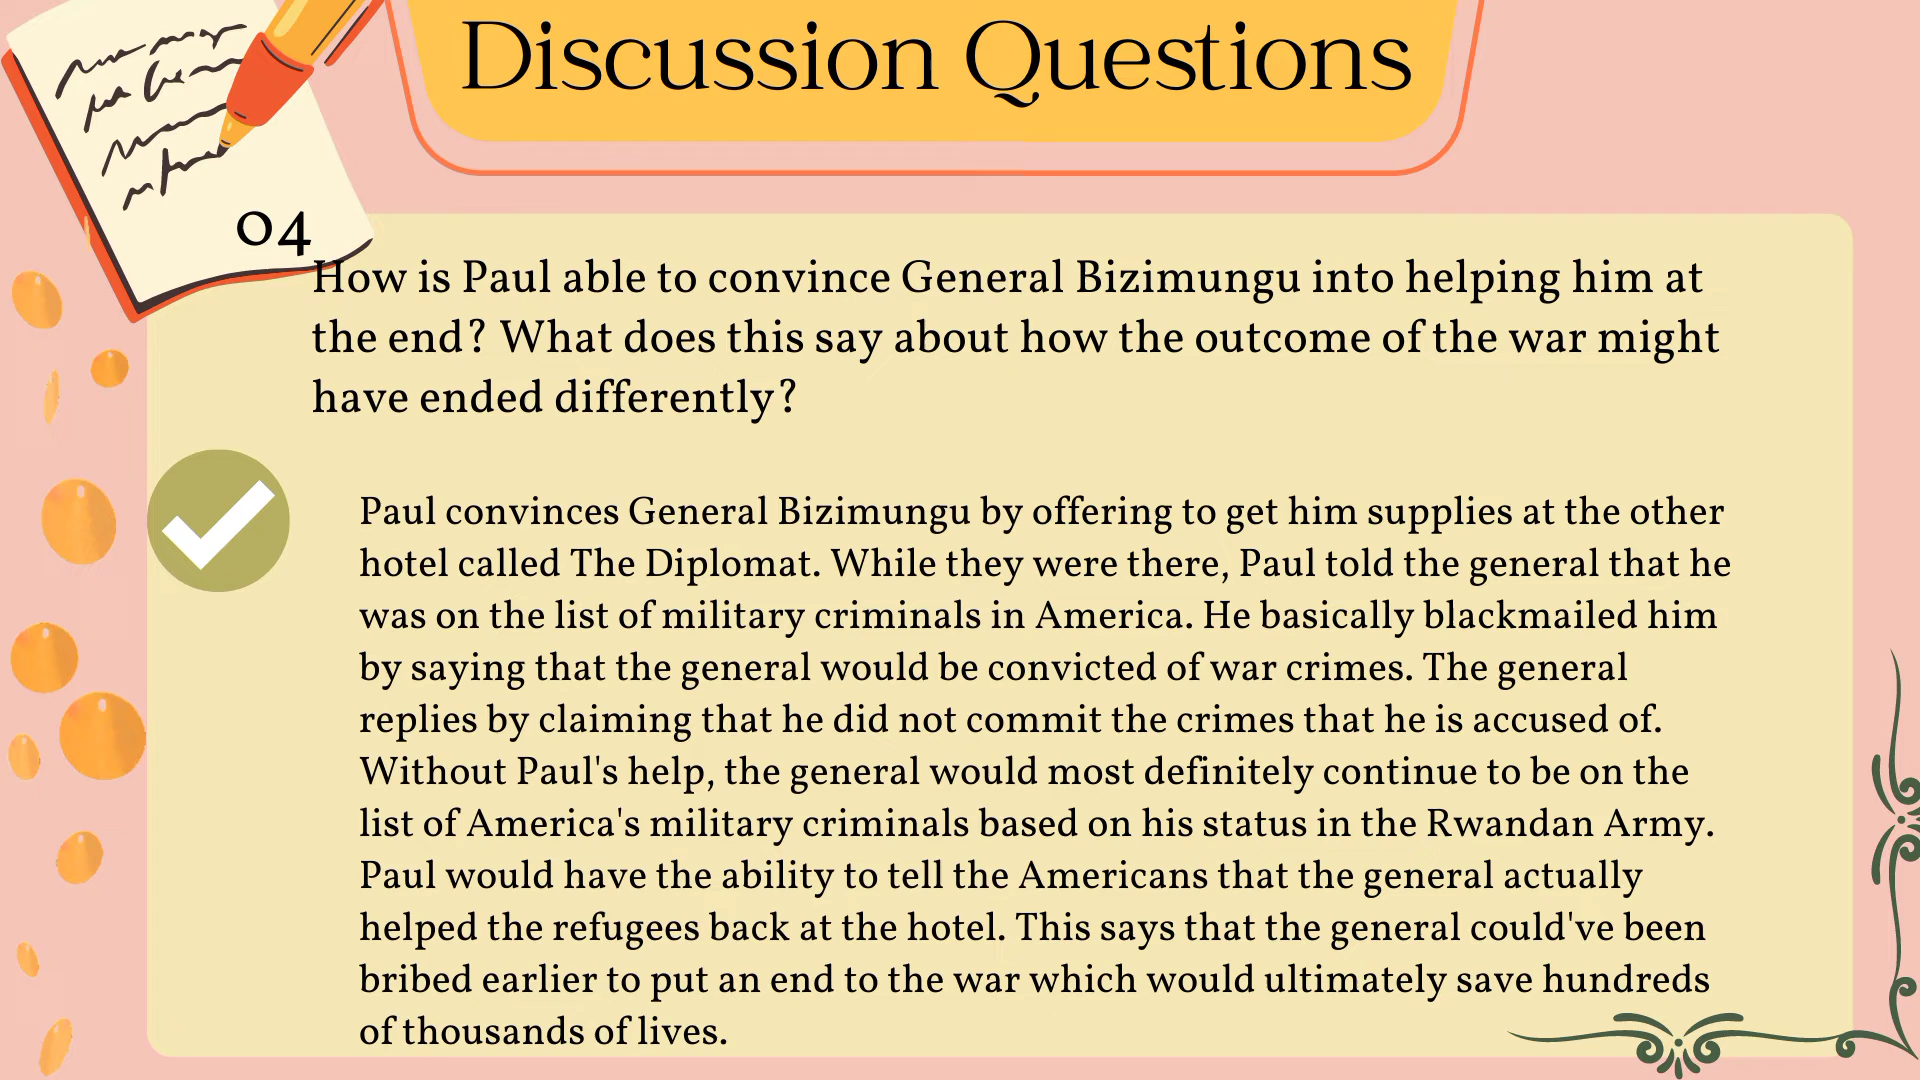 Discussion Questions
04
How is Paul able to convince General Bizimungu into helping him at
the end? What does this say about how the outcome of the war might
have ended differently?
Paul convinces General Bizimungu by offering to get him supplies at the other
hotel called The Diplomat. While they were there, Paul told the general that he
was on the list of military criminals in America. He basically blackmailed him
by saying that the general would be convicted of war crimes. The general
replies by claiming that he did not commit the crimes that he is accused of.
Without Paul's help, the general would most definitely continue to be on the
list of America's military criminals based on his status in the Rwandan Army.
Paul would have the ability to tell the Americans that the general actually
helped the refugees back at the hotel. This says that the general could've been
bribed earlier to put an end to the war which would ultimately save hundreds
of thousands of lives.